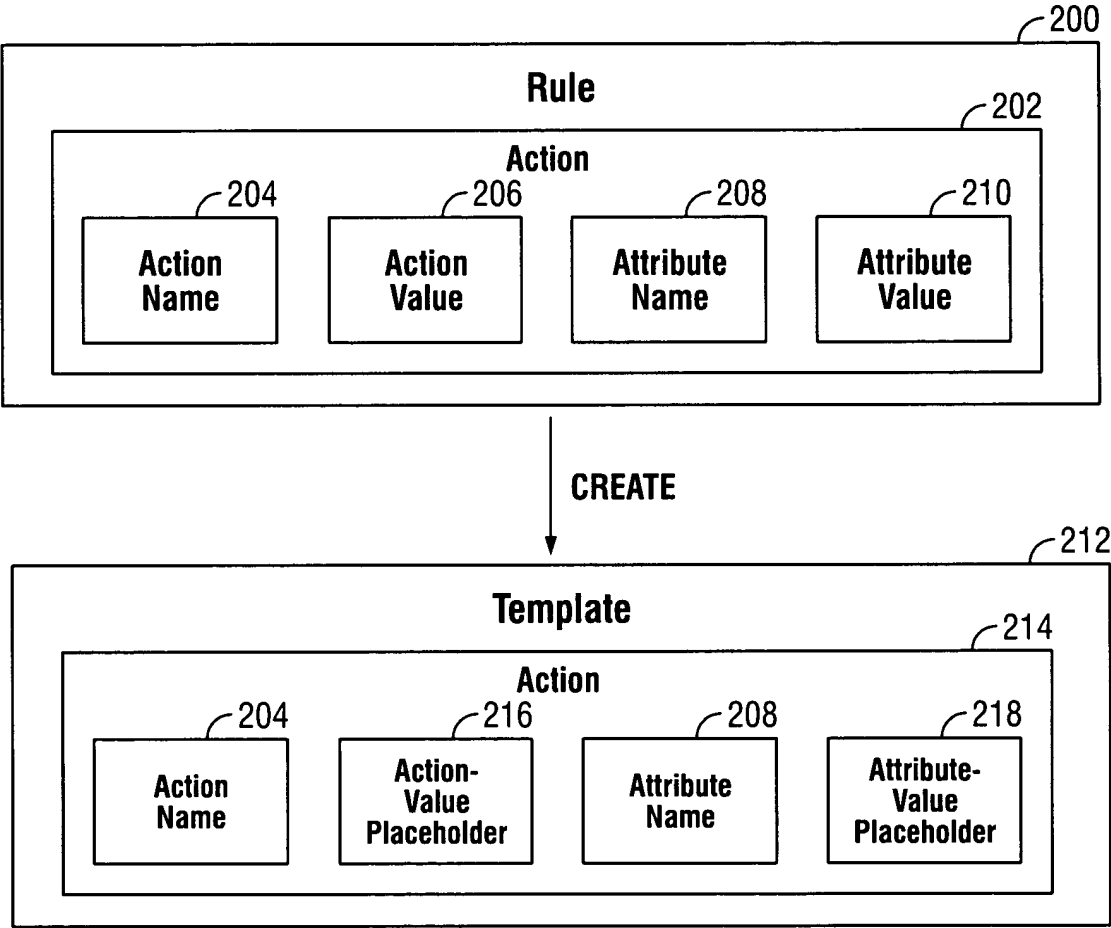 200
Rule
202
Action
204
206
208
210
Action
Name
Action
Value
Attribute
Name
Attribute
Value
CREATE
212
Template
214
Action
204
216
208
218
Action
Name
Action-
Value
Placeholder
Attribute
Name
Attribute-
Value
Placeholder